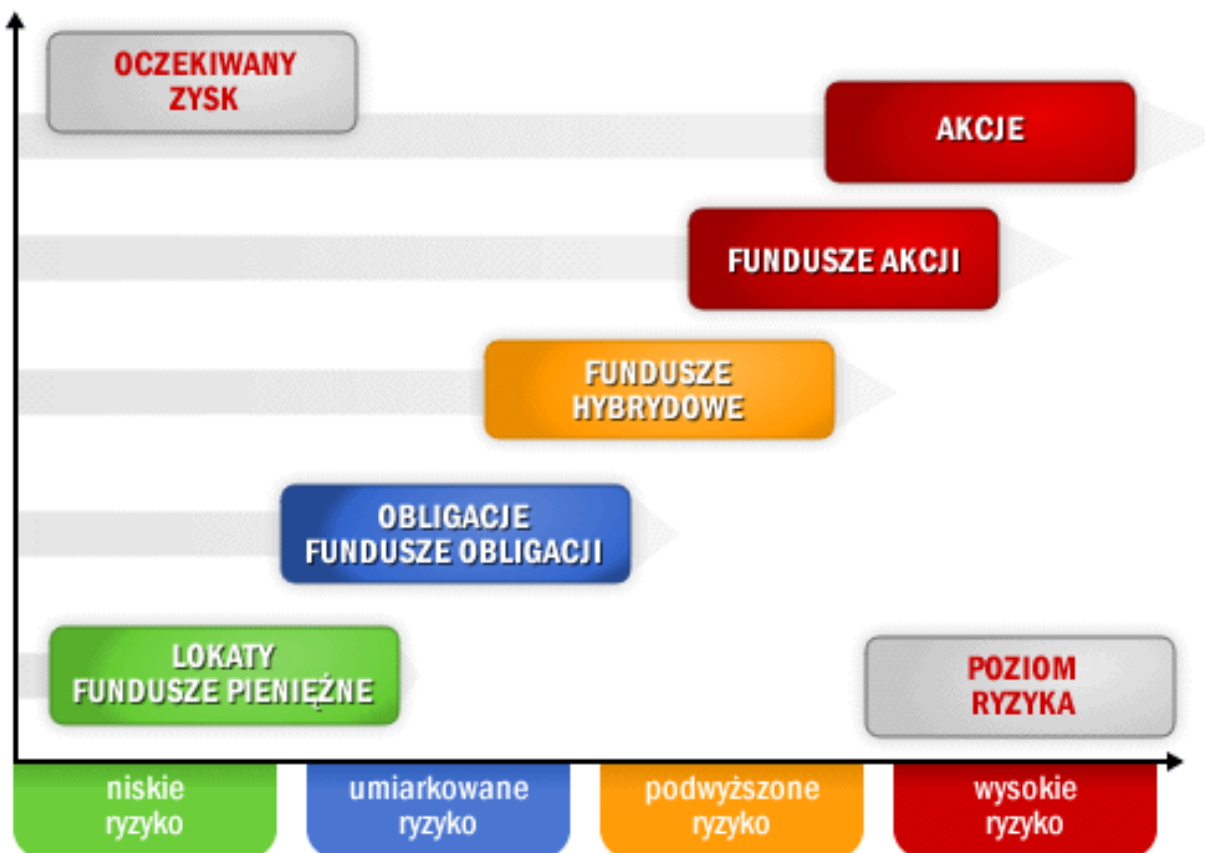 OCZEKIWANY
ZYSK
AKCJE
FUNDUSZE AKCJI
FUNDUSZE
HYBRYDOWE
OBLIGACJE
FUNDUSZE OBLIGACJI
LOKATY
FUNDUSZE PIENIĘŻNE
POZIOM
RYZYKA
niskie
ryzyko
umiarkowane
ryzyko
podwyższone
ryzyko
wysokie
ryzyko